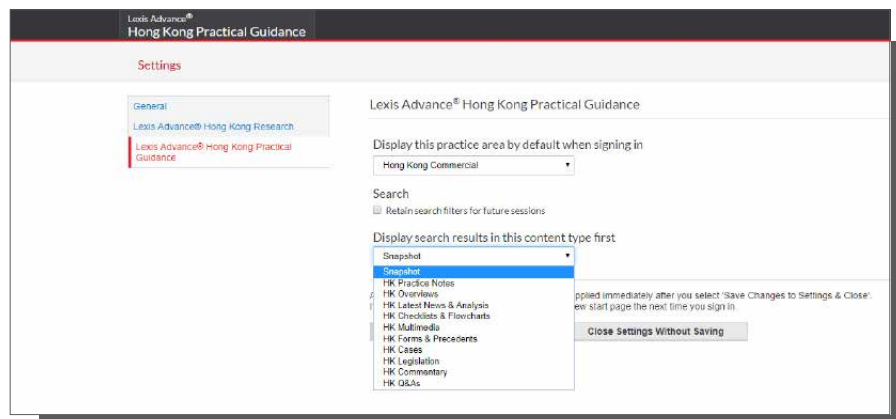 Lexis Advance®
Hong Kong Practical Guidance
Settings
General
Lexis Advance® Hong Kong Research
Lexis Advance® Hong Kong Practical
Guidance
Lexis Advance® Hong Kong Practical Guidance
Display this practice area by default when signing in
Hong Kong Commercial
Search
Retain search filters for future sessions
Display search results in this content type first
Snapshot
Snapshot
HK Practice Notes
HK Overviews
HK Latest News & Analysis
HK Checklists & Flowcharts
HK Multimedia
HK Forms & Precedents
HK Cases
HK Legislation
HK Commentary
HK Q&As
pplied immediately after you select 'Save Changes to Settings & Close'.
ew start page the next time you sign in.
Close Settings Without Saving